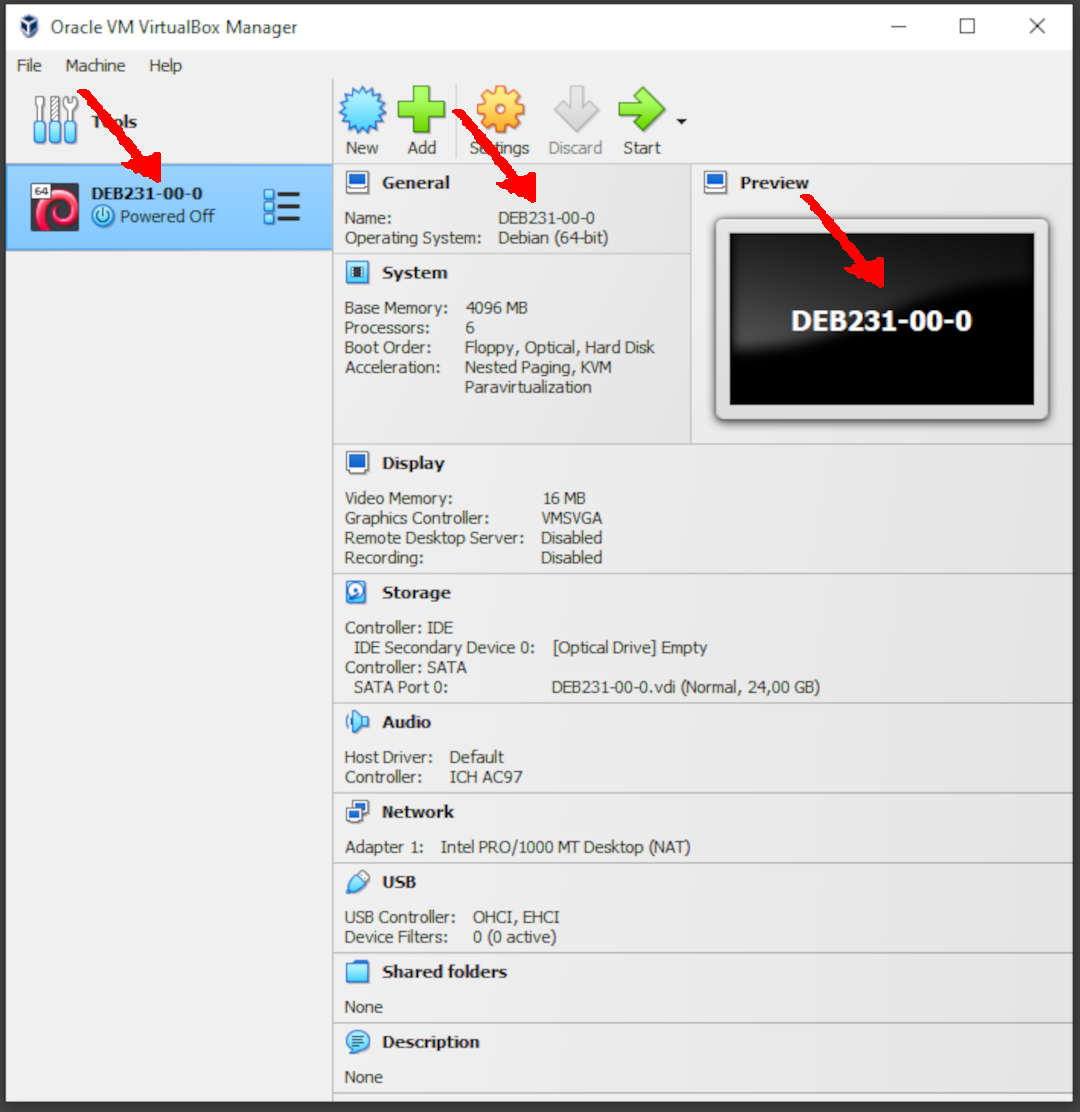 Oracle VM VirtualBox Manager
File Machine Help
Tools
New Add Settings Discard Start
64
DEB231-00-0
Powered Off
General
Name: DEB231-00-0
Operating System: Debian (64-bit)
Preview
DEB231-00-0
System
Base Memory: 4096 MB
Processors: 6
Boot Order: Floppy, Optical, Hard Disk
Acceleration: Nested Paging, KVM
Paravirtualization
Display
Video Memory: 16 MB
Graphics Controller: VMSVGA
Remote Desktop Server: Disabled
Recording: Disabled
Storage
Controller: IDE
IDE Secondary Device 0: [Optical Drive] Empty
Controller: SATA
SATA Port 0: DEB231-00-0.vdi (Normal, 24,00 GB)
Audio
Host Driver: Default
Controller: ICH AC97
Network
Adapter 1: Intel PRO/1000 MT Desktop (NAT)
USB
USB Controller: OHCI, EHCI
Device Filters: 0 (0 active)
Shared folders
None
Description
None